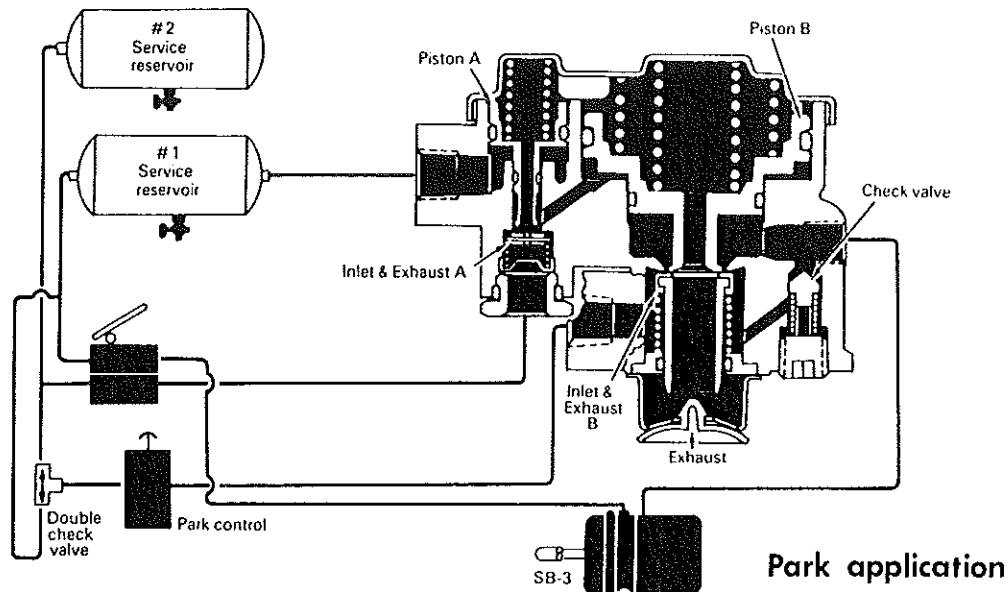 #2
Service
reservoir
#1
Service
reservoir
Piston A
Piston B
Check valve
Inlet & Exhaust A
Inlet &
Exhaust
B
Exhaust
Double
check
valve
Park control
SB-3
Park application